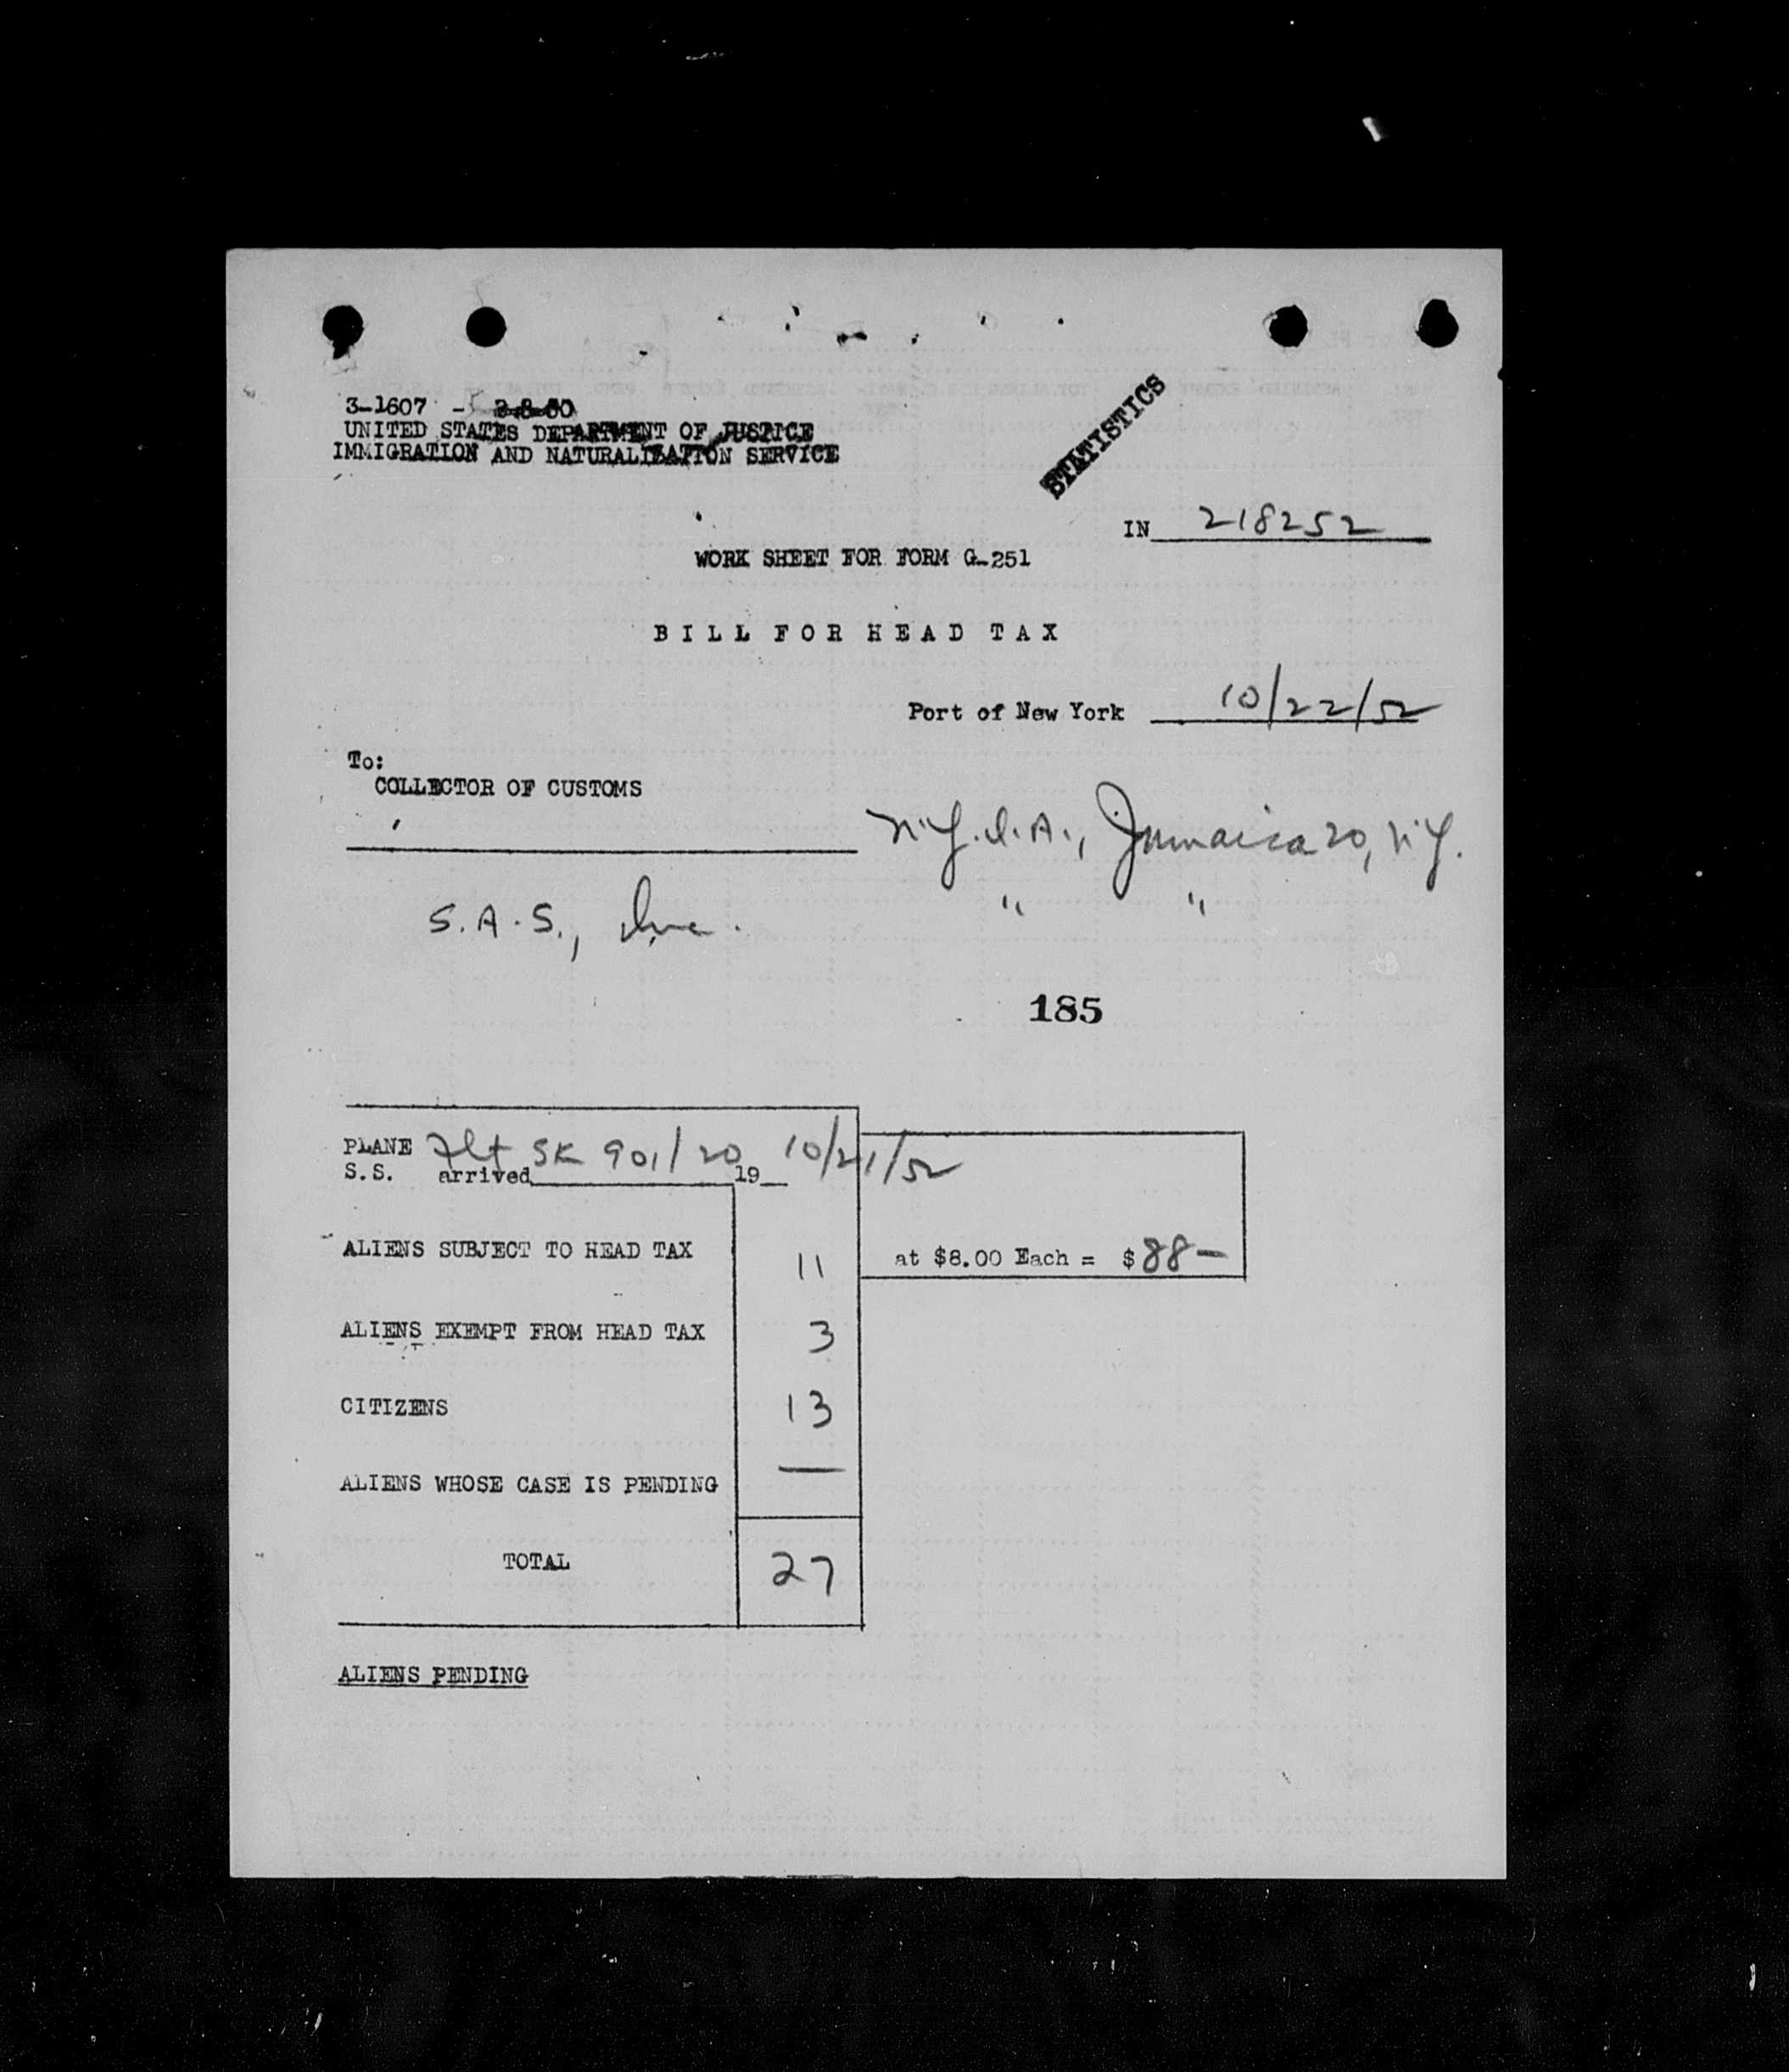 3-1607 - 2-8-50
UNITED STATES DEPARTMENT OF JUSTICE
IMMIGRATION AND NATURALIZATION SERVICE
STATISTICS
IN 218252
WORK SHEET FOR FORM G-251
BILL FOR HEAD TAX
Port of New York 10/22/52
To:
COLLECTOR OF CUSTOMS
N.Y.I.A., Jamaica 20, N.Y.
S.A.S., Inc. " "
185
PLANE Flt SK 901/20 10/21/52
S.S. arrived 19
ALIENS SUBJECT TO HEAD TAX 11 at $8.00 Each = $88—
ALIENS EXEMPT FROM HEAD TAX 3
CITIZENS 13
ALIENS WHOSE CASE IS PENDING —
TOTAL 27
ALIENS PENDING